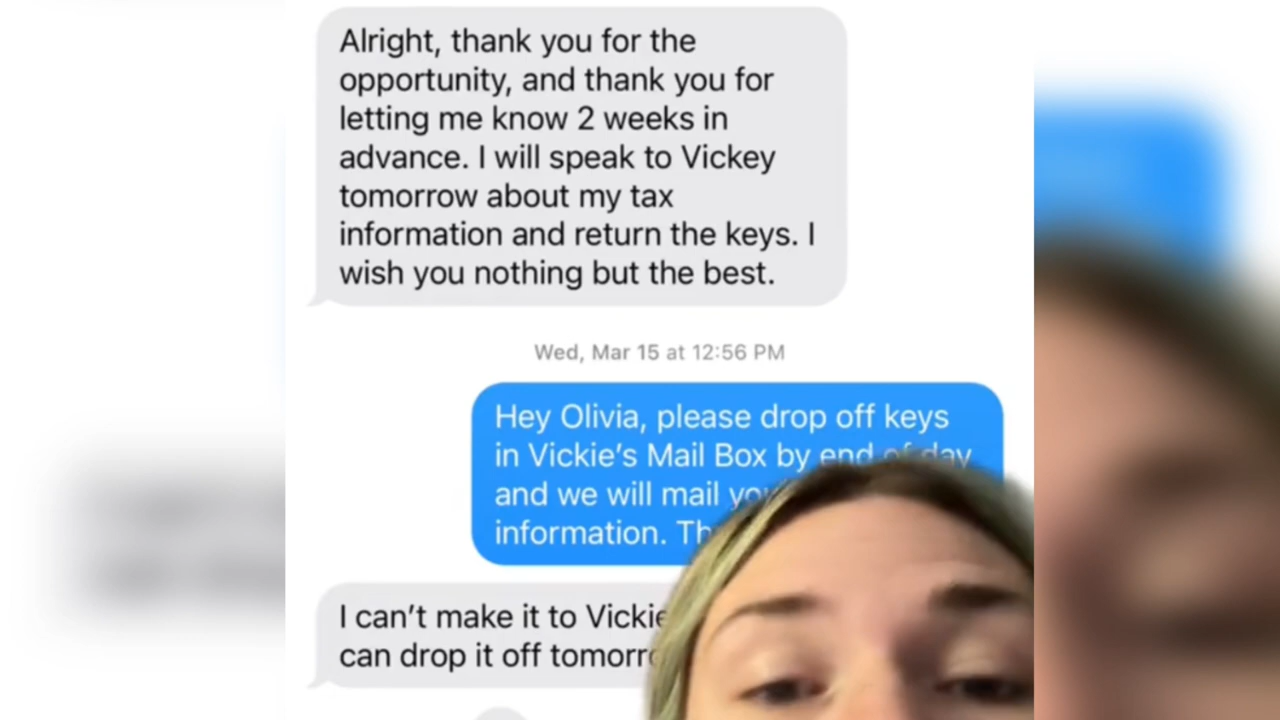 Alright, thank you for the
opportunity, and thank you for
letting me know 2 weeks in
advance. I will speak to Vickey
tomorrow about my tax
information and return the keys. I
wish you nothing but the best.
Wed, Mar 15 at 12:56 PM
Hey Olivia, please drop off keys
in Vickie's Mail Box by end of day
and we will mail
information.
I can't make it to
can drop it off